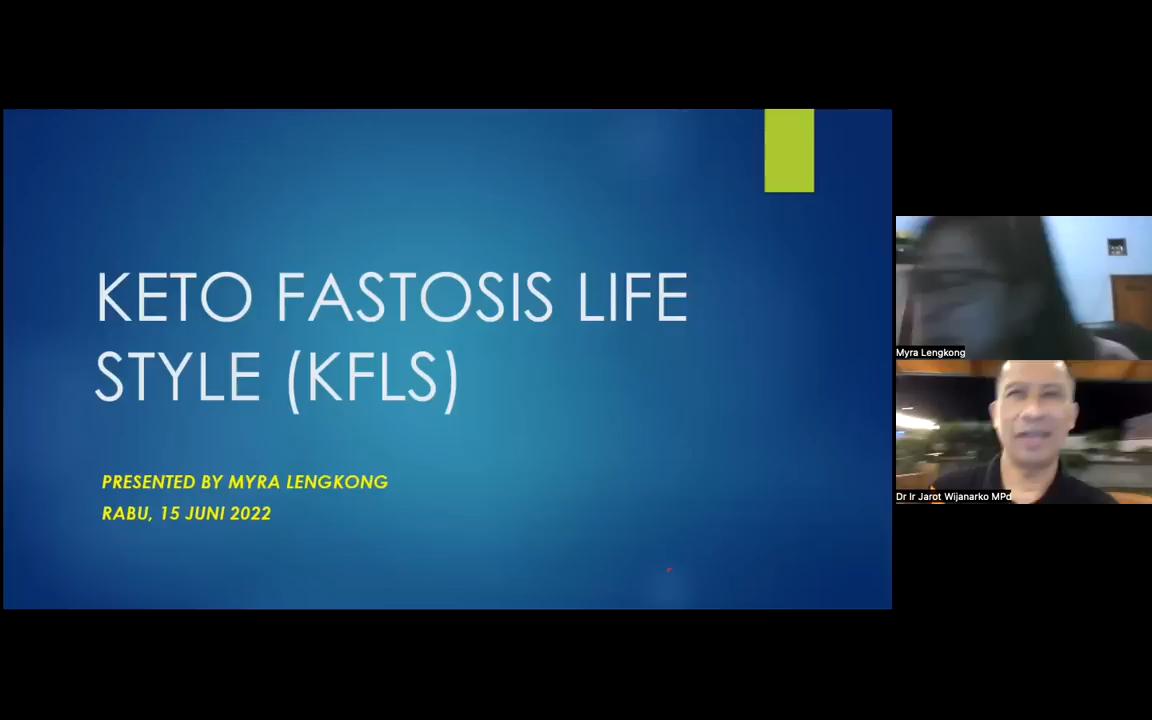 KETO FASTOSIS LIFE
STYLE (KFLS)
PRESENTED BY MYRA LENGKONG
RABU, 15 JUNI 2022
Myra Lengkong
Dr Ir Jarot Wijanarko MPd